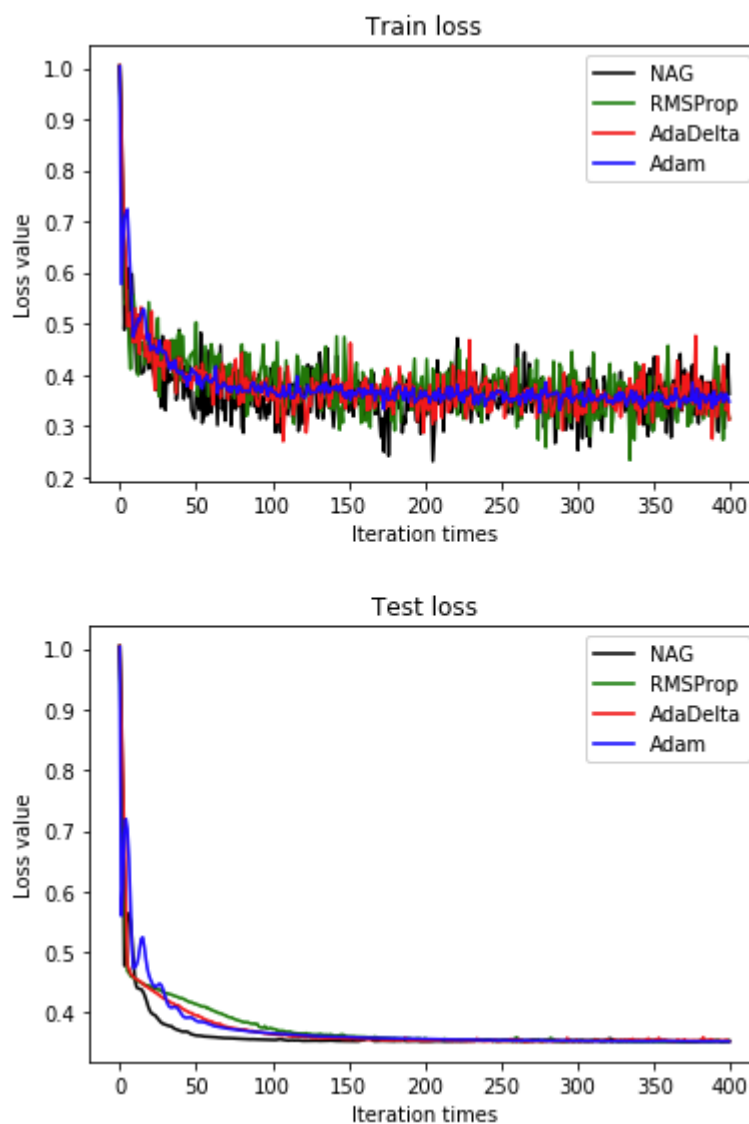 Train loss
1.0
0.9
0.8
0.7
0.6
0.5
0.4
0.3
0.2
Loss value
NAG
RMSProp
AdaDelta
Adam
0 50 100 150 200 250 300 350 400
Iteration times
Test loss
1.0
0.9
0.8
0.7
0.6
0.5
0.4
Loss value
NAG
RMSProp
AdaDelta
Adam
0 50 100 150 200 250 300 350 400
Iteration times